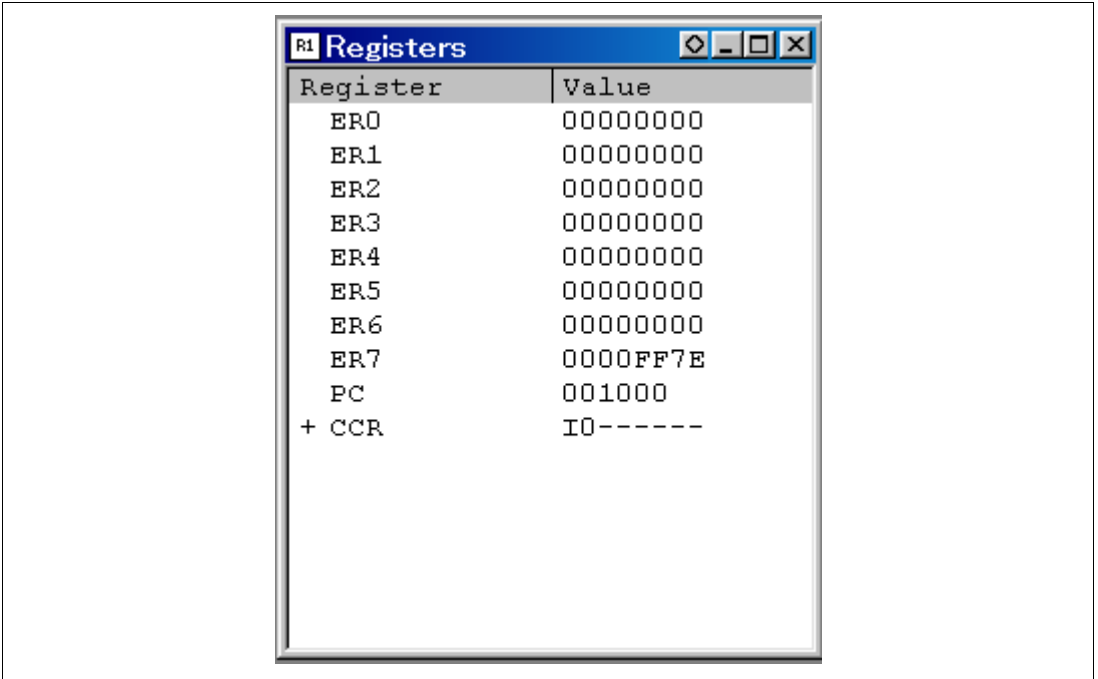 R1 Registers
Register Value
ER0 00000000
ER1 00000000
ER2 00000000
ER3 00000000
ER4 00000000
ER5 00000000
ER6 00000000
ER7 0000FF7E
PC 001000
+ CCR I0------